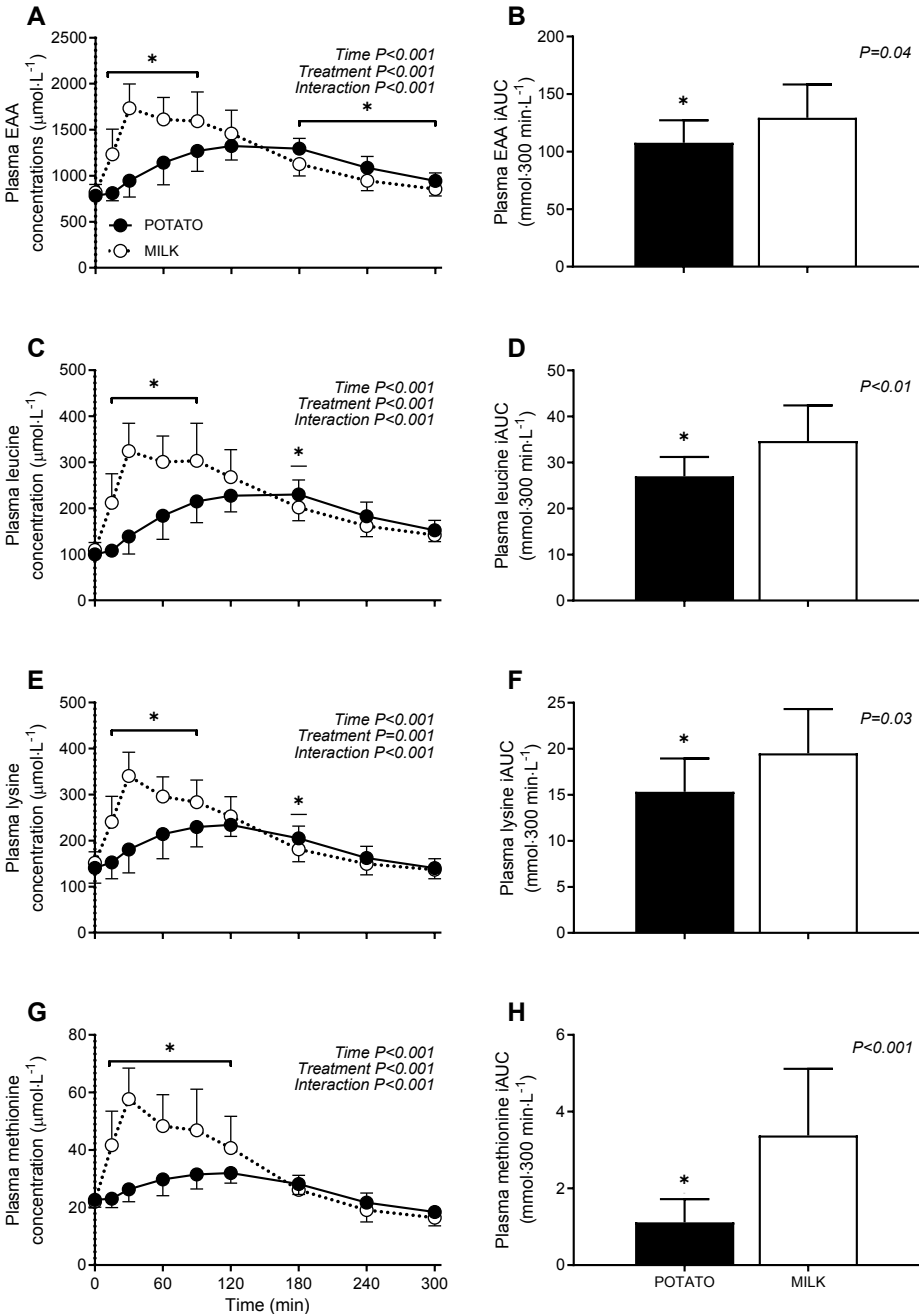 A
Plasma EAA
concentrations (µmol·L-1)
2500
2000
1500
1000
500
0
*
*
Time P<0.001
Treatment P<0.001
Interaction P<0.001
POTATO
MILK
B
Plasma EAA iAUC
(mmol·300 min·L-1)
200
150
100
50
0
*
P=0.04
C
Plasma leucine
concentration (µmol·L-1)
500
400
300
200
100
0
*
*
Time P<0.001
Treatment P<0.001
Interaction P<0.001
D
Plasma leucine iAUC
(mmol·300 min·L-1)
50
40
30
20
10
0
*
P<0.01
E
Plasma lysine
concentration (µmol·L-1)
500
400
300
200
100
0
*
*
Time P<0.001
Treatment P=0.001
Interaction P<0.001
F
Plasma lysine iAUC
(mmol·300 min·L-1)
25
20
15
10
5
0
*
P=0.03
G
Plasma methionine
concentration (µmol·L-1)
80
60
40
20
0
*
Time P<0.001
Treatment P<0.001
Interaction P<0.001
0 60 120 180 240 300
Time (min)
H
Plasma methionine iAUC
(mmol·300 min·L-1)
6
4
2
0
*
P<0.001
POTATO MILK